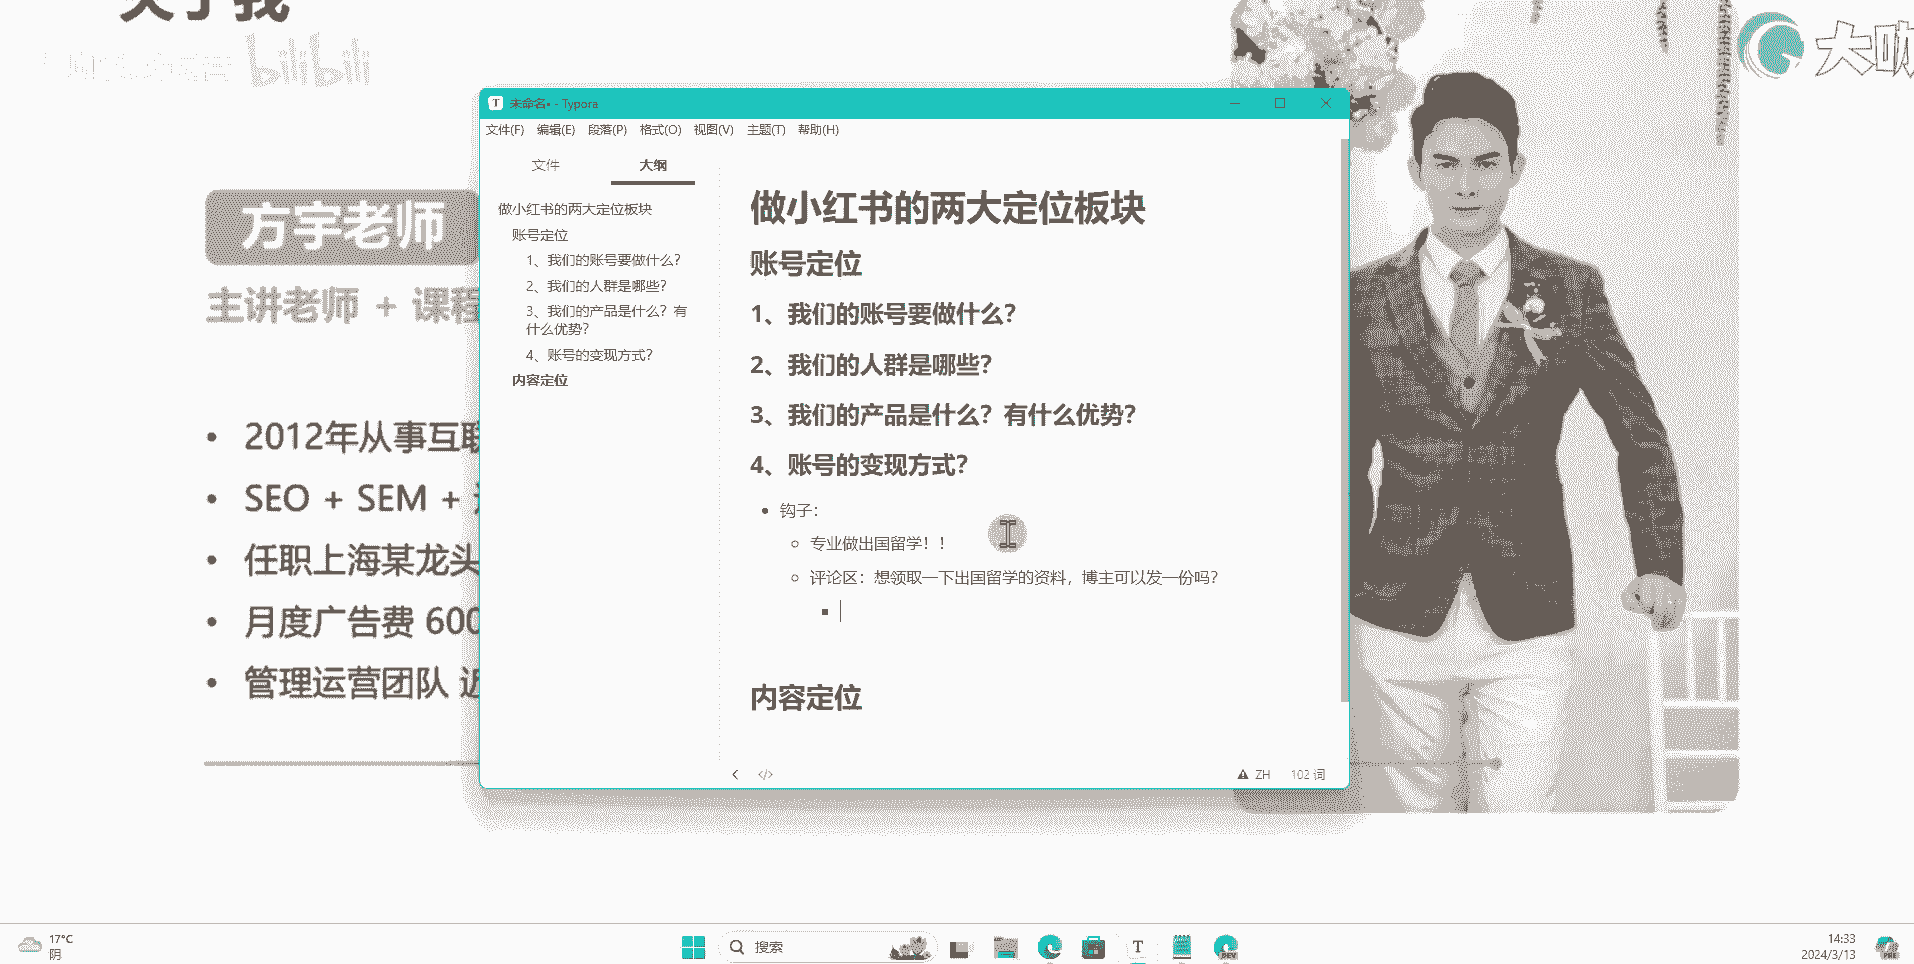 关于我
bilibili
大咖
未命名• - Typora
文件(F) 编辑(E) 段落(P) 格式(O) 视图(V) 主题(T) 帮助(H)
文件 大纲
做小红书的两大定位板块
账号定位
1、我们的账号要做什么？
2、我们的人群是哪些？
3、我们的产品是什么？有
什么优势？
4、账号的变现方式？
内容定位
做小红书的两大定位板块
账号定位
1、我们的账号要做什么？
2、我们的人群是哪些？
3、我们的产品是什么？有什么优势？
4、账号的变现方式？
• 钩子：
专业做出国留学！！
评论区：想领取一下出国留学的资料，博主可以发一份吗？
内容定位
ZH 102 词
方宇老师
主讲老师 + 课程
• 2012年从事互联
• SEO + SEM +
• 任职上海某龙头
• 月度广告费 600
• 管理运营团队 近
17°C
阴
搜索
T
DEV
14:33
2024/3/13
PRE